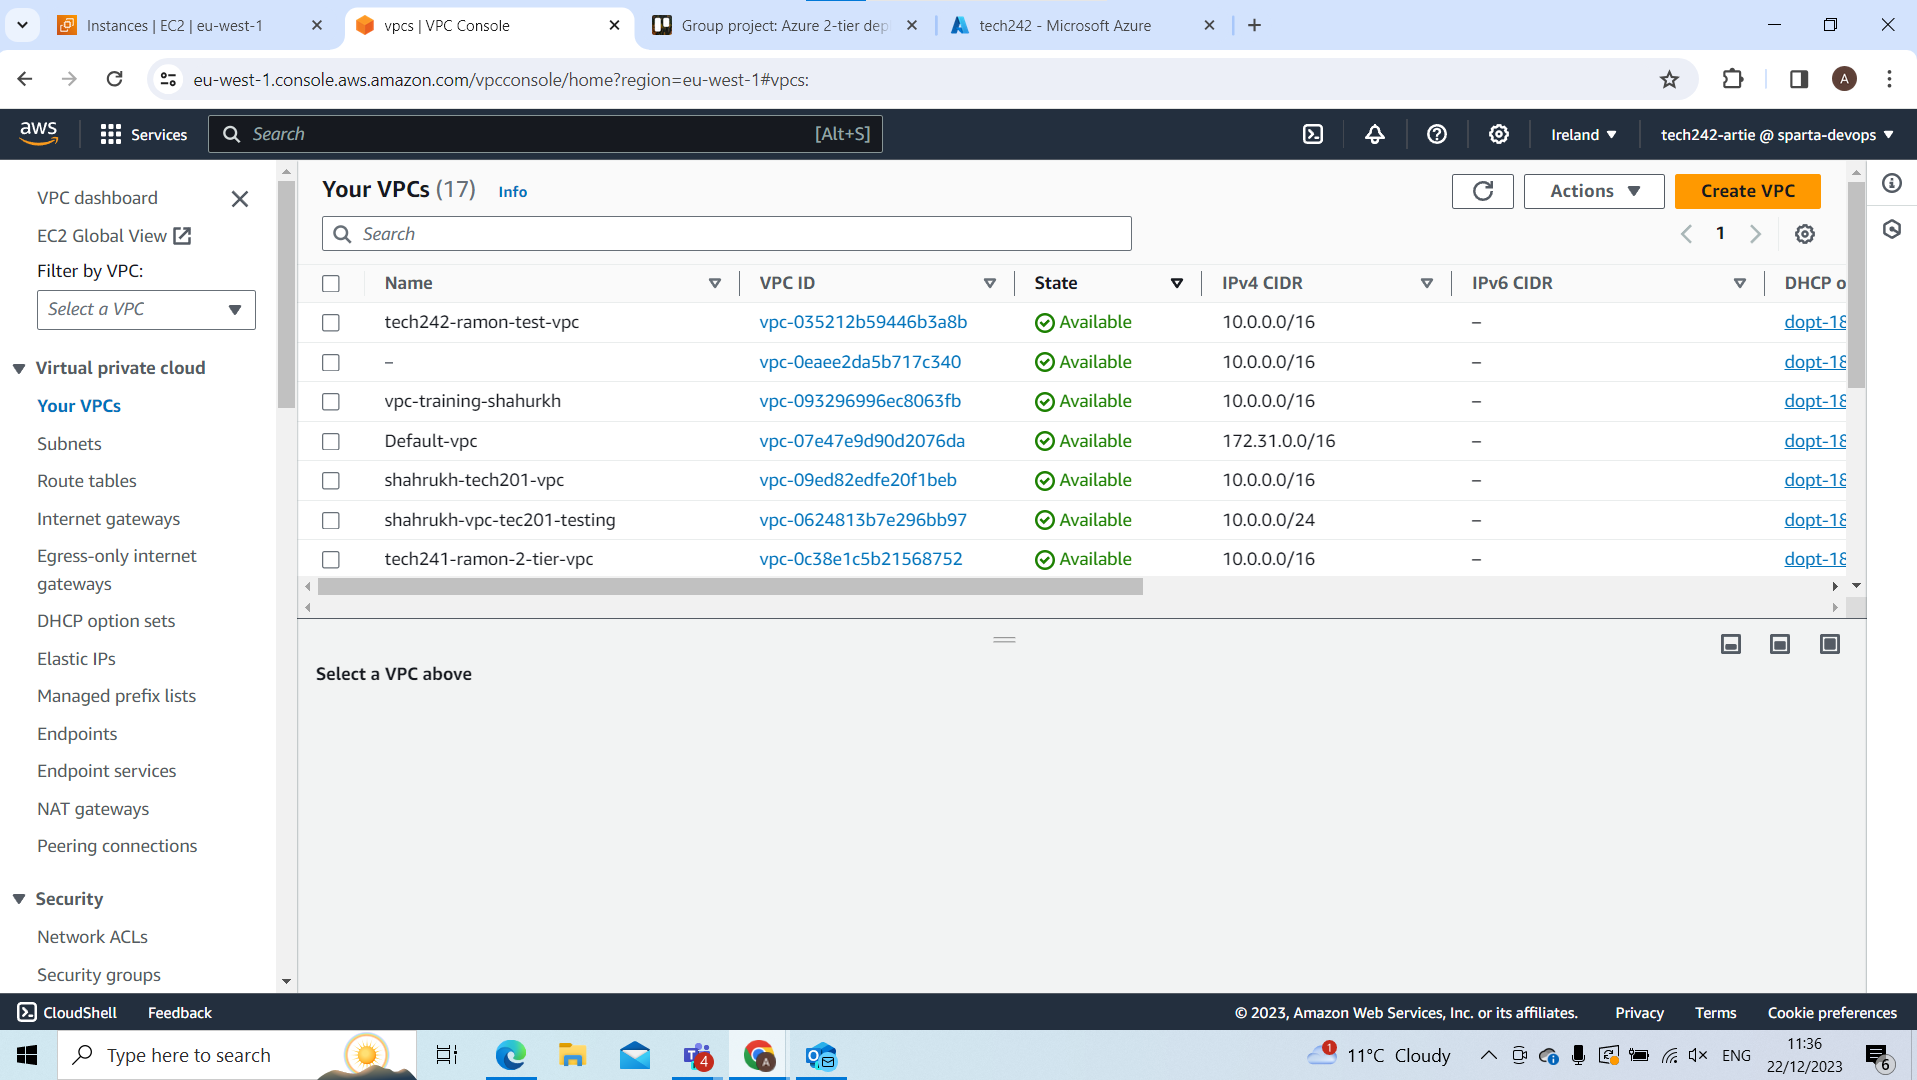 Instances | EC2 | eu-west-1
vpcs | VPC Console
Group project: Azure 2-tier dep
tech242 - Microsoft Azure
eu-west-1.console.aws.amazon.com/vpcconsole/home?region=eu-west-1#vpcs:
A
aws
Services
Search
[Alt+S]
Ireland
tech242-artie @ sparta-devops
VPC dashboard
EC2 Global View
Filter by VPC:
Select a VPC
Virtual private cloud
Your VPCs
Subnets
Route tables
Internet gateways
Egress-only internet
gateways
DHCP option sets
Elastic IPs
Managed prefix lists
Endpoints
Endpoint services
NAT gateways
Peering connections
Security
Network ACLs
Security groups
Your VPCs (17) Info
Actions
Create VPC
Search
1
Name VPC ID State IPv4 CIDR IPv6 CIDR DHCP o
tech242-ramon-test-vpc vpc-035212b59446b3a8b Available 10.0.0.0/16 – dopt-18
– vpc-0eaee2da5b717c340 Available 10.0.0.0/16 – dopt-18
vpc-training-shahurkh vpc-093296996ec8063fb Available 10.0.0.0/16 – dopt-18
Default-vpc vpc-07e47e9d90d2076da Available 172.31.0.0/16 – dopt-18
shahrukh-tech201-vpc vpc-09ed82edfe20f1beb Available 10.0.0.0/16 – dopt-18
shahrukh-vpc-tec201-testing vpc-0624813b7e296bb97 Available 10.0.0.0/24 – dopt-18
tech241-ramon-2-tier-vpc vpc-0c38e1c5b21568752 Available 10.0.0.0/16 – dopt-18
Select a VPC above
CloudShell
Feedback
© 2023, Amazon Web Services, Inc. or its affiliates.
Privacy
Terms
Cookie preferences
Type here to search
4
A
1
11°C Cloudy
ENG
11:36
22/12/2023
6